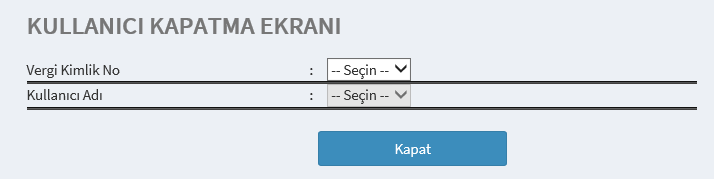 KULLANICI KAPATMA EKRANI
Vergi Kimlik No : -- Seçin --
Kullanıcı Adı : -- Seçin --
Kapat